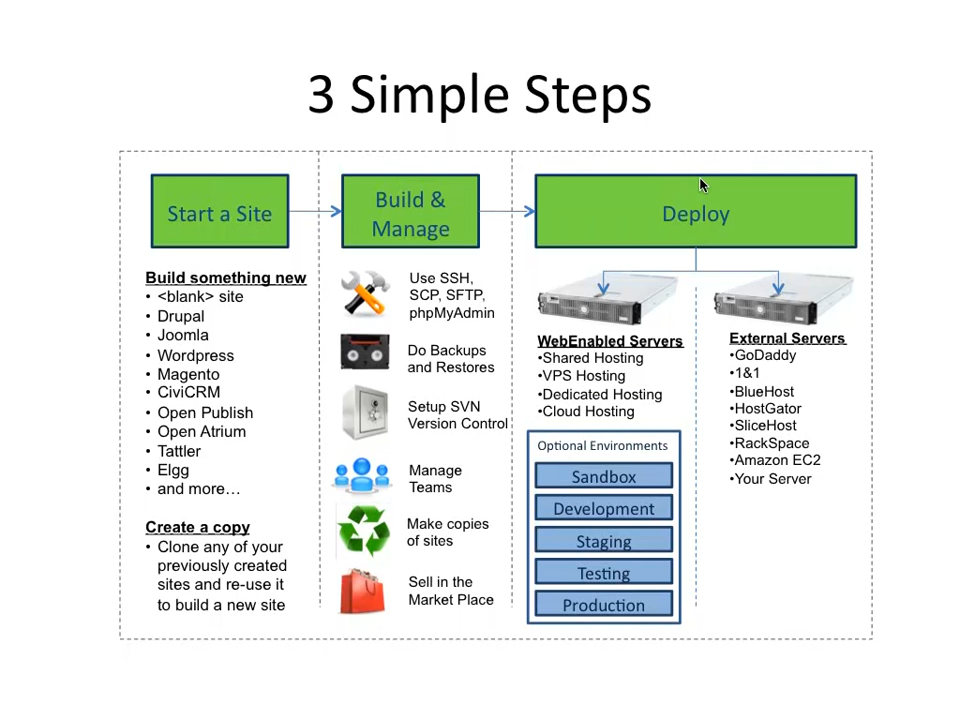 3 Simple Steps
Start a Site
Build &
Manage
Deploy
Build something new
• <blank> site
• Drupal
• Joomla
• Wordpress
• Magento
• CiviCRM
• Open Publish
• Open Atrium
• Tattler
• Elgg
• and more…
Create a copy
• Clone any of your
previously created
sites and re-use it
to build a new site
Use SSH,
SCP, SFTP,
phpMyAdmin
Do Backups
and Restores
Setup SVN
Version Control
Manage
Teams
Make copies
of sites
Sell in the
Market Place
WebEnabled Servers
•Shared Hosting
•VPS Hosting
•Dedicated Hosting
•Cloud Hosting
Optional Environments
Sandbox
Development
Staging
Testing
Production
External Servers
•GoDaddy
•1&1
•BlueHost
•HostGator
•SliceHost
•RackSpace
•Amazon EC2
•Your Server